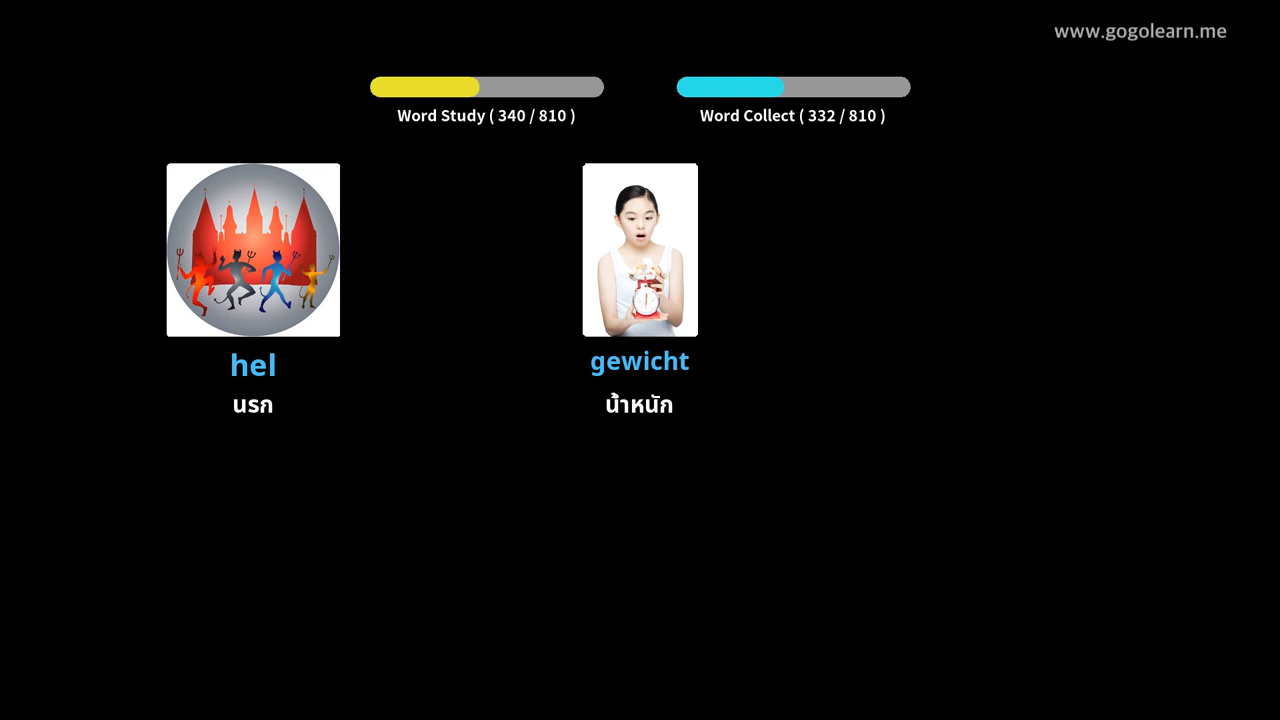 www.gogolearn.me
Word Study ( 340 / 810 )
Word Collect ( 332 / 810 )
hel
gewicht
นรก
น้ำหนัก